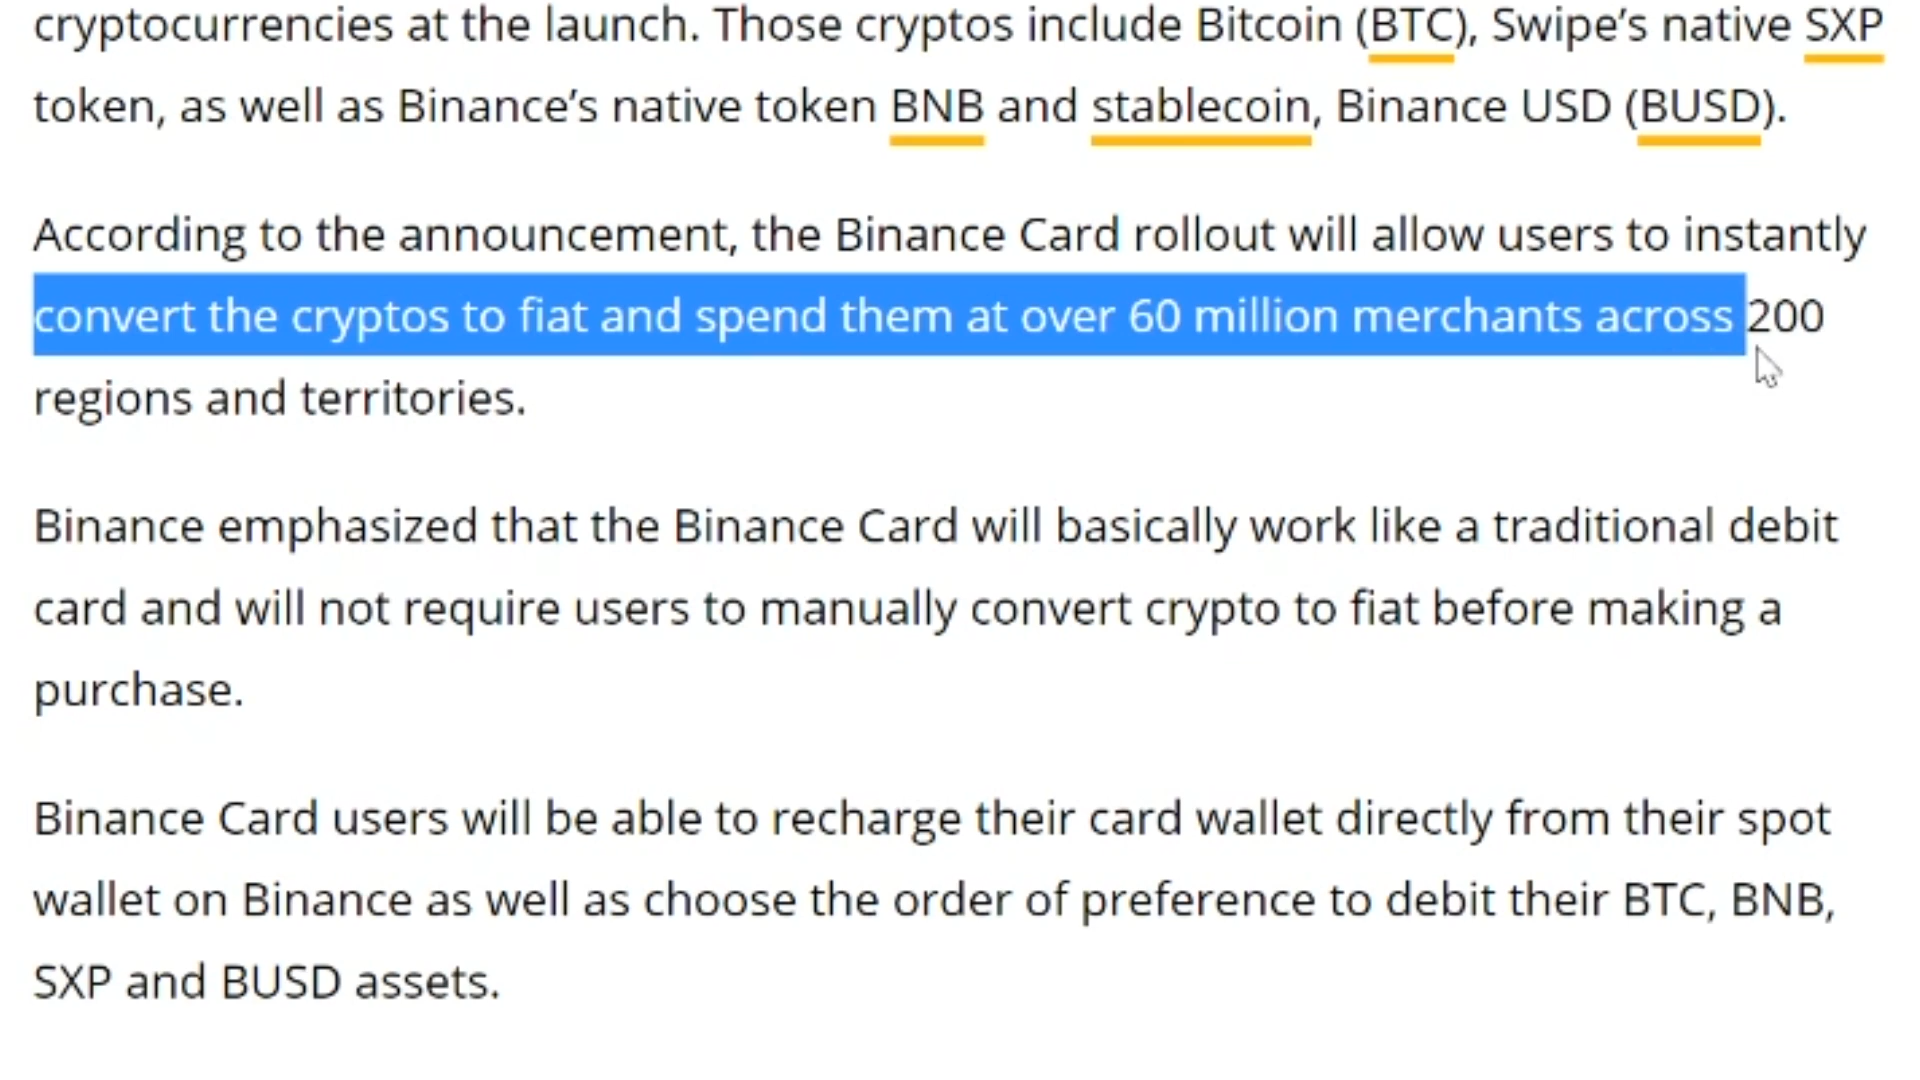 cryptocurrencies at the launch. Those cryptos include Bitcoin (BTC), Swipe’s native SXP
token, as well as Binance’s native token BNB and stablecoin, Binance USD (BUSD).
According to the announcement, the Binance Card rollout will allow users to instantly
convert the cryptos to fiat and spend them at over 60 million merchants across 200
regions and territories.
Binance emphasized that the Binance Card will basically work like a traditional debit
card and will not require users to manually convert crypto to fiat before making a
purchase.
Binance Card users will be able to recharge their card wallet directly from their spot
wallet on Binance as well as choose the order of preference to debit their BTC, BNB,
SXP and BUSD assets.